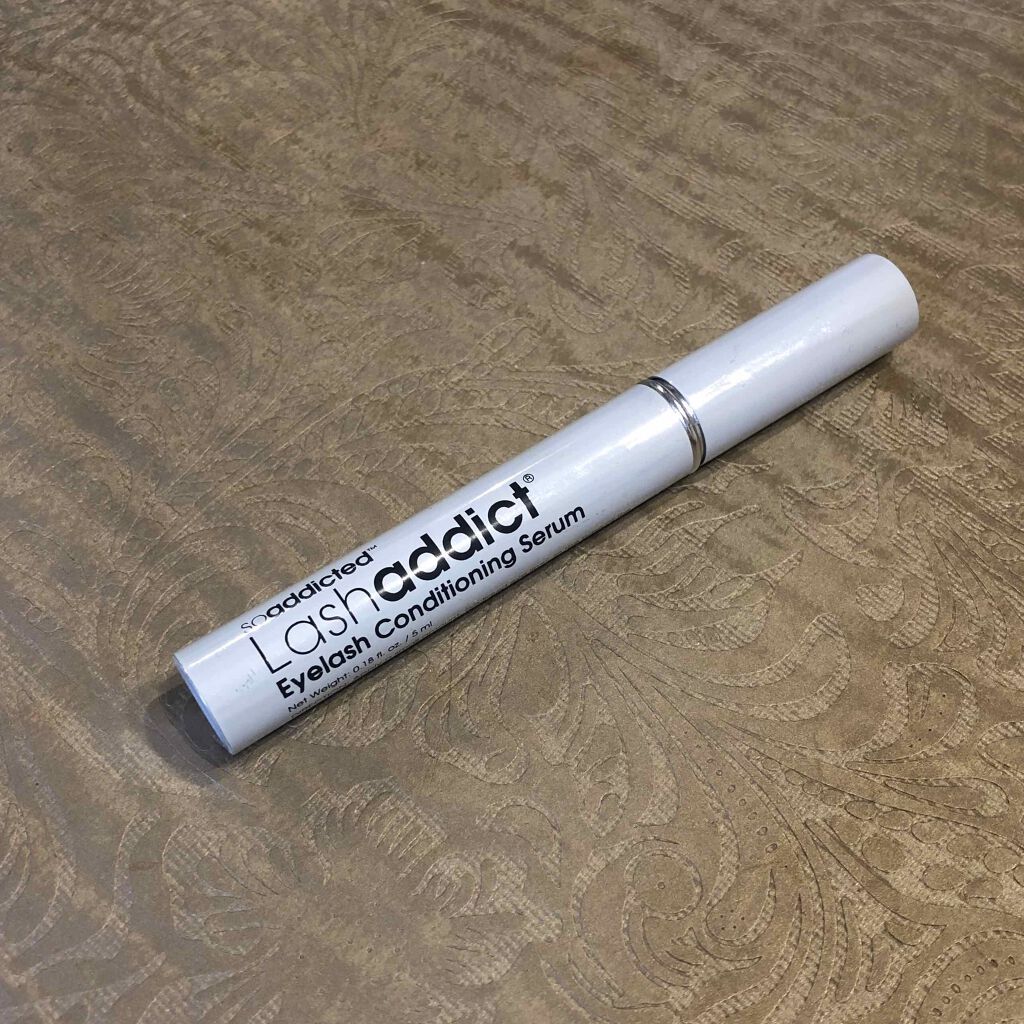 soaddicted™
Lashaddict®
Eyelash Conditioning Serum
Net Weight: 0.18 fl. oz. / 5 ml